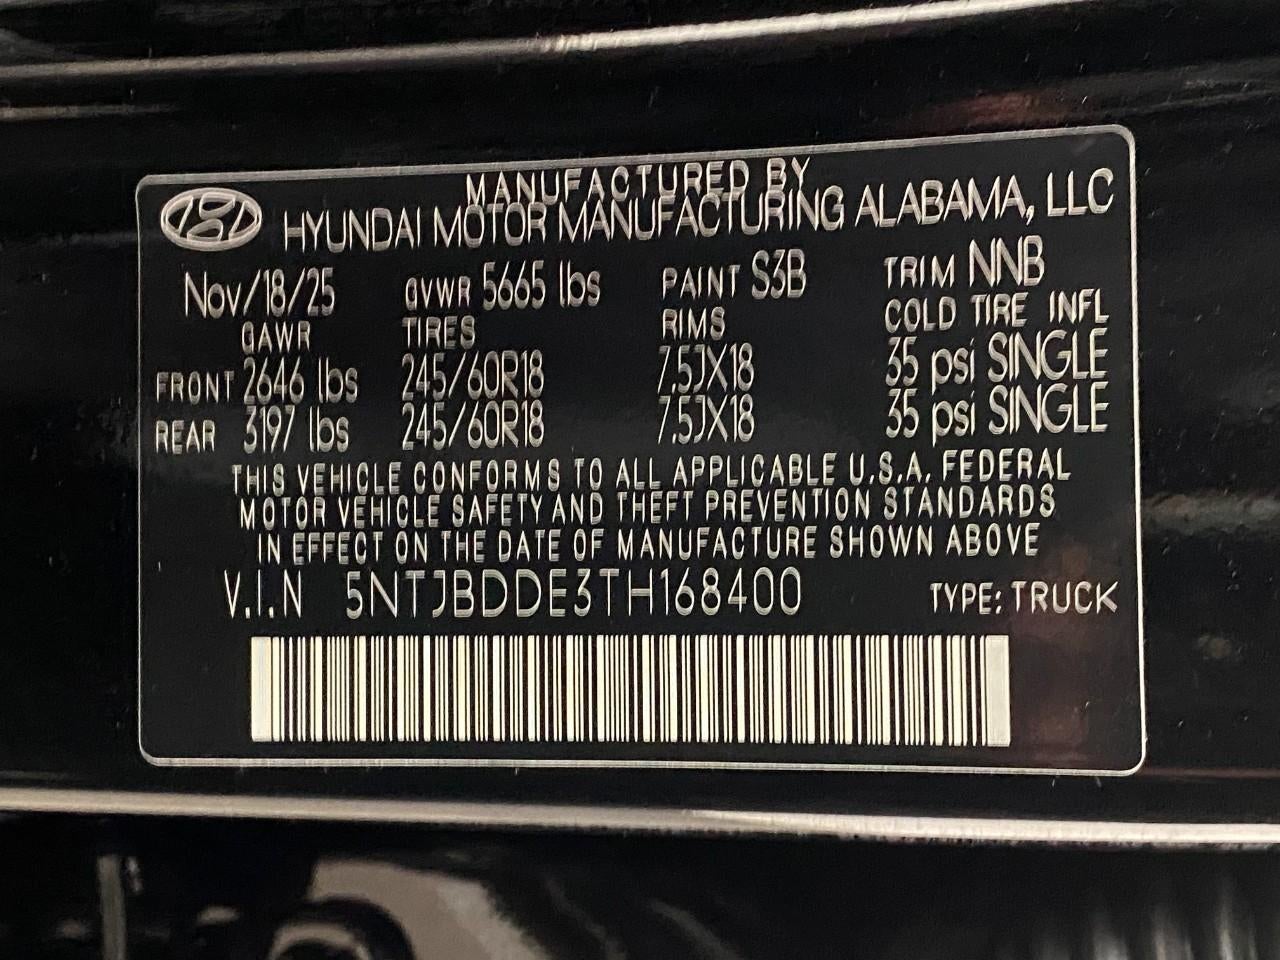 MANUFACTURED BY
HYUNDAI MOTOR MANUFACTURING ALABAMA, LLC
Nov/18/25 GVWR 5665 lbs PAINT S3B TRIM NNB
GAWR TIRES RIMS COLD TIRE INFL
FRONT 2646 lbs 245/60R18 7.5JX18 35 psi SINGLE
REAR 3197 lbs 245/60R18 7.5JX18 35 psi SINGLE
THIS VEHICLE CONFORMS TO ALL APPLICABLE U.S.A. FEDERAL
MOTOR VEHICLE SAFETY AND THEFT PREVENTION STANDARDS
IN EFFECT ON THE DATE OF MANUFACTURE SHOWN ABOVE
V.I.N 5NTJBDDE3TH168400 TYPE: TRUCK